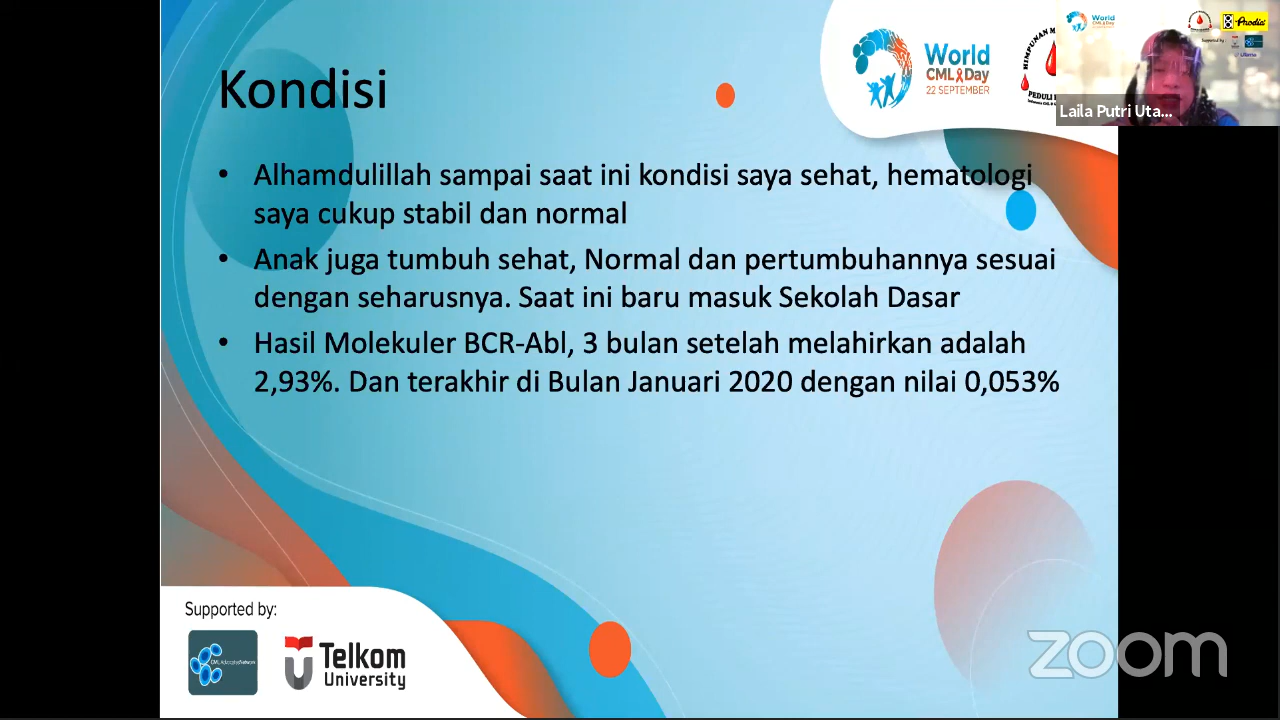 Kondisi
World
CML Day
22 SEPTEMBER
World
Prodia
Laila Putri Uta...
• Alhamdulillah sampai saat ini kondisi saya sehat, hematologi
saya cukup stabil dan normal
• Anak juga tumbuh sehat, Normal dan pertumbuhannya sesuai
dengan seharusnya. Saat ini baru masuk Sekolah Dasar
• Hasil Molekuler BCR-Abl, 3 bulan setelah melahirkan adalah
2,93%. Dan terakhir di Bulan Januari 2020 dengan nilai 0,053%
Supported by:
Telkom
University
zoom